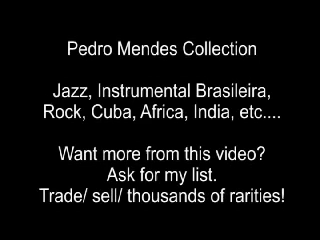 Pedro Mendes Collection
Jazz, Instrumental Brasileira,
Rock, Cuba, Africa, India, etc....
Want more from this video?
Ask for my list.
Trade/ sell/ thousands of rarities!